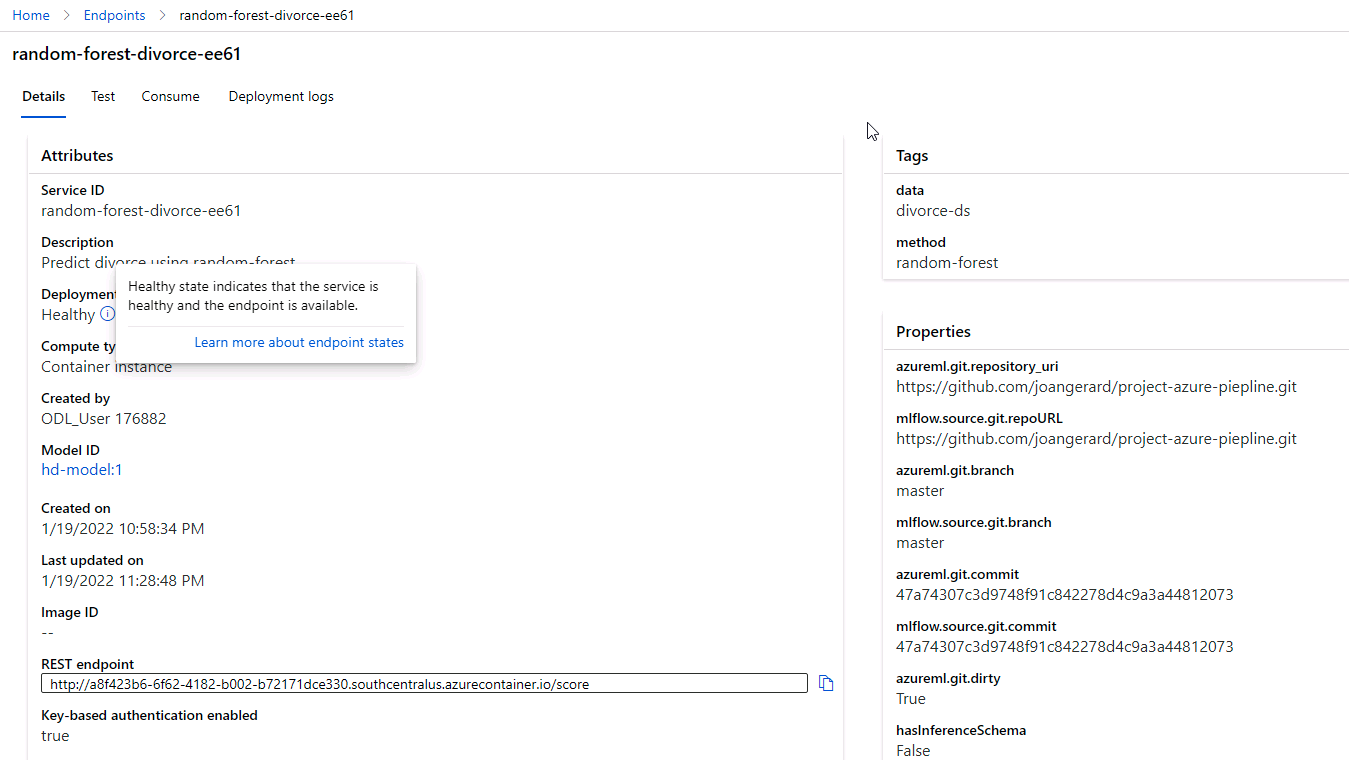 Home > Endpoints > random-forest-divorce-ee61
random-forest-divorce-ee61
Details Test Consume Deployment logs
Attributes
Service ID
random-forest-divorce-ee61
Description
Predict divorce using random-forest
Deployment
Healthy
Healthy state indicates that the service is
healthy and the endpoint is available.
Learn more about endpoint states
Compute ty
Container instance
Created by
ODL_User 176882
Model ID
hd-model:1
Created on
1/19/2022 10:58:34 PM
Last updated on
1/19/2022 11:28:48 PM
Image ID
--
REST endpoint
http://a8f423b6-6f62-4182-b002-b72171dce330.southcentralus.azurecontainer.io/score
Key-based authentication enabled
true
Tags
data
divorce-ds
method
random-forest
Properties
azureml.git.repository_uri
https://github.com/joangerard/project-azure-piepline.git
mlflow.source.git.repoURL
https://github.com/joangerard/project-azure-piepline.git
azureml.git.branch
master
mlflow.source.git.branch
master
azureml.git.commit
47a74307c3d9748f91c842278d4c9a3a44812073
mlflow.source.git.commit
47a74307c3d9748f91c842278d4c9a3a44812073
azureml.git.dirty
True
hasInferenceSchema
False